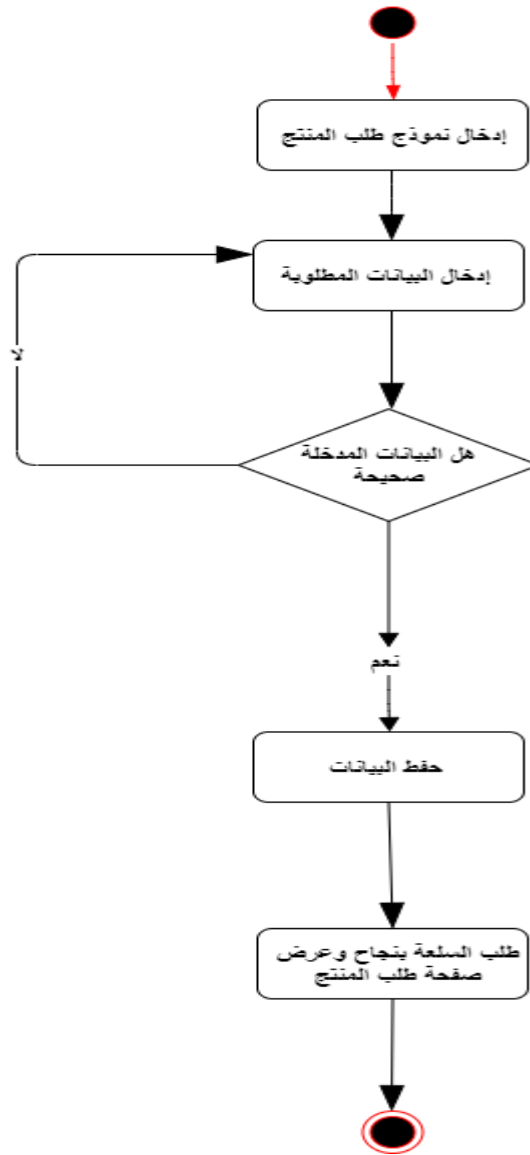 إدخال نموذج طلب المنتج
إدخال البيانات المطلوبة
لا
هل البيانات المدخلة
صحيحة
نعم
حفظ البيانات
طلب السلعة بنجاح وعرض
صفحة طلب المنتج